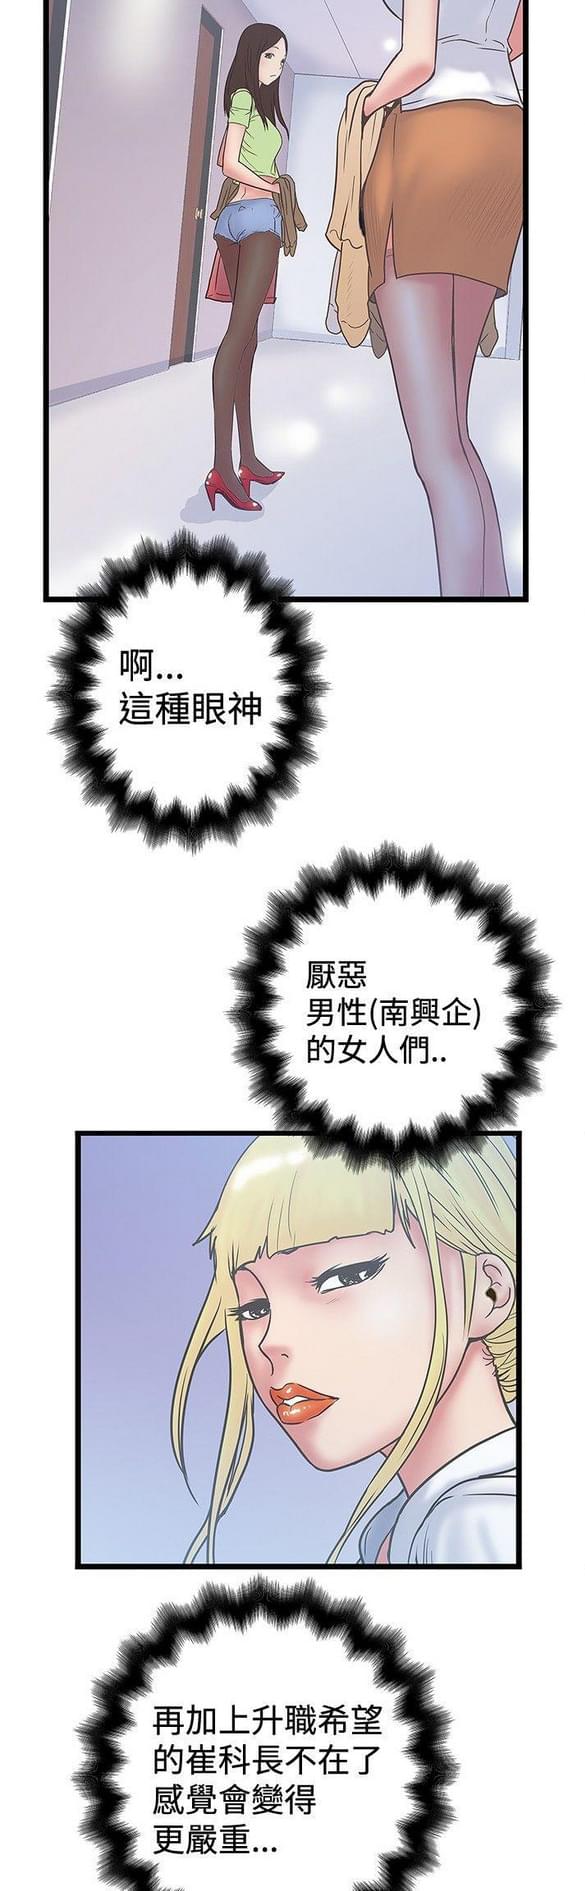 啊...
這種眼神
厭惡
男性(南興企)
的女人們..
再加上升職希望
的崔科長不在了
感覺會變得
更嚴重...